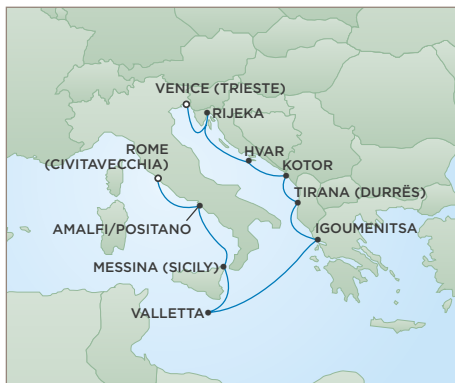 VENICE (TRIESTE)
RIJEKA
HVAR
ROME
(CIVITAVECCHIA)
KOTOR
TIRANA (DURRËS)
AMALFI/POSITANO
IGOUMENITSA
MESSINA (SICILY)
VALLETTA